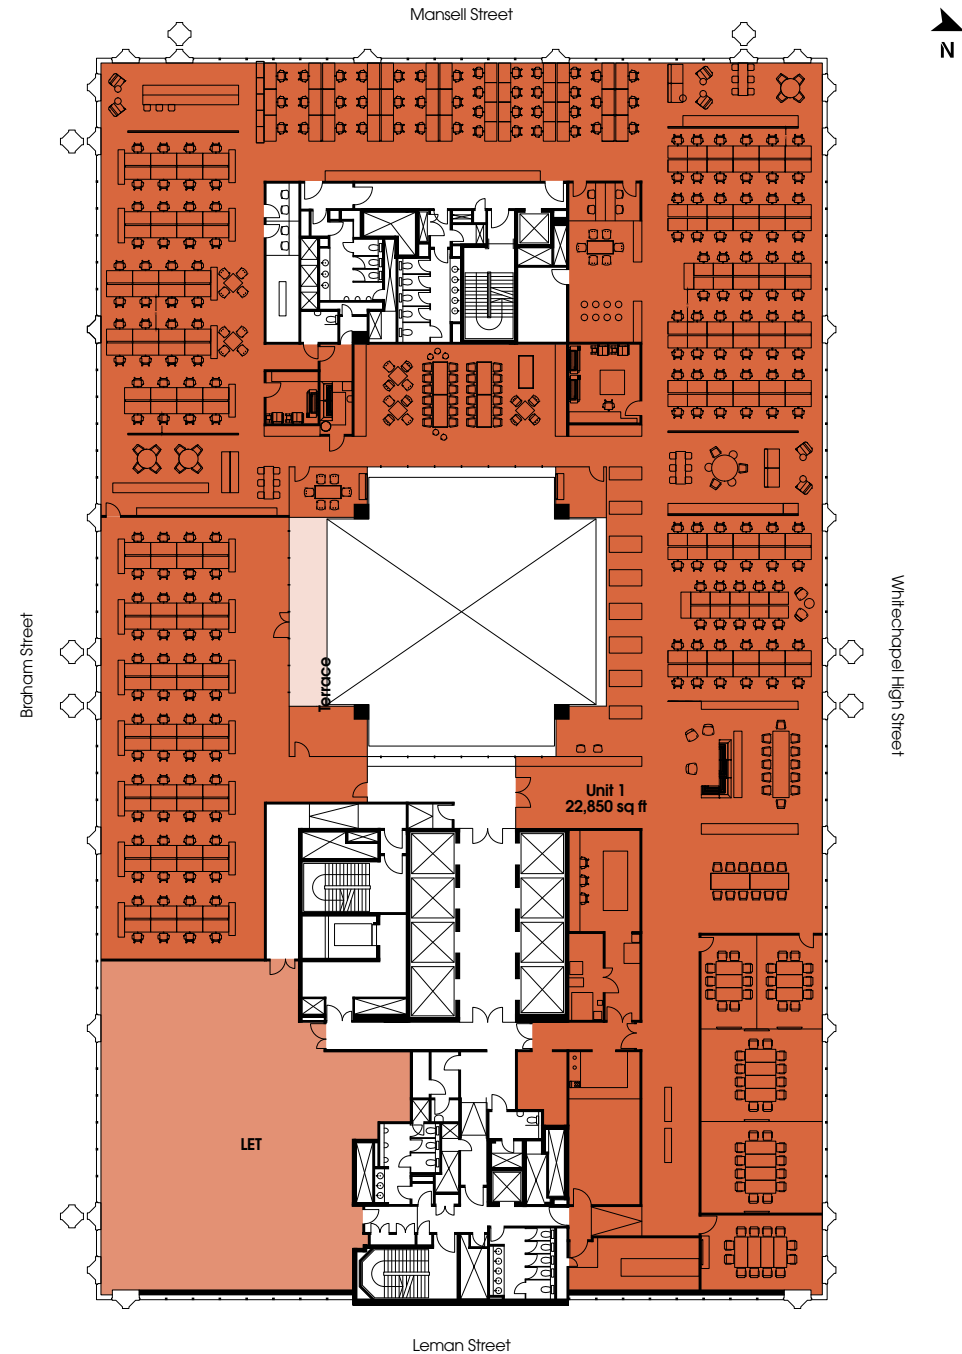 Mansell Street
N
Braham Street
Terrace
Whitechapel High Street
Unit 1
22,850 sq ft
LET
Leman Street